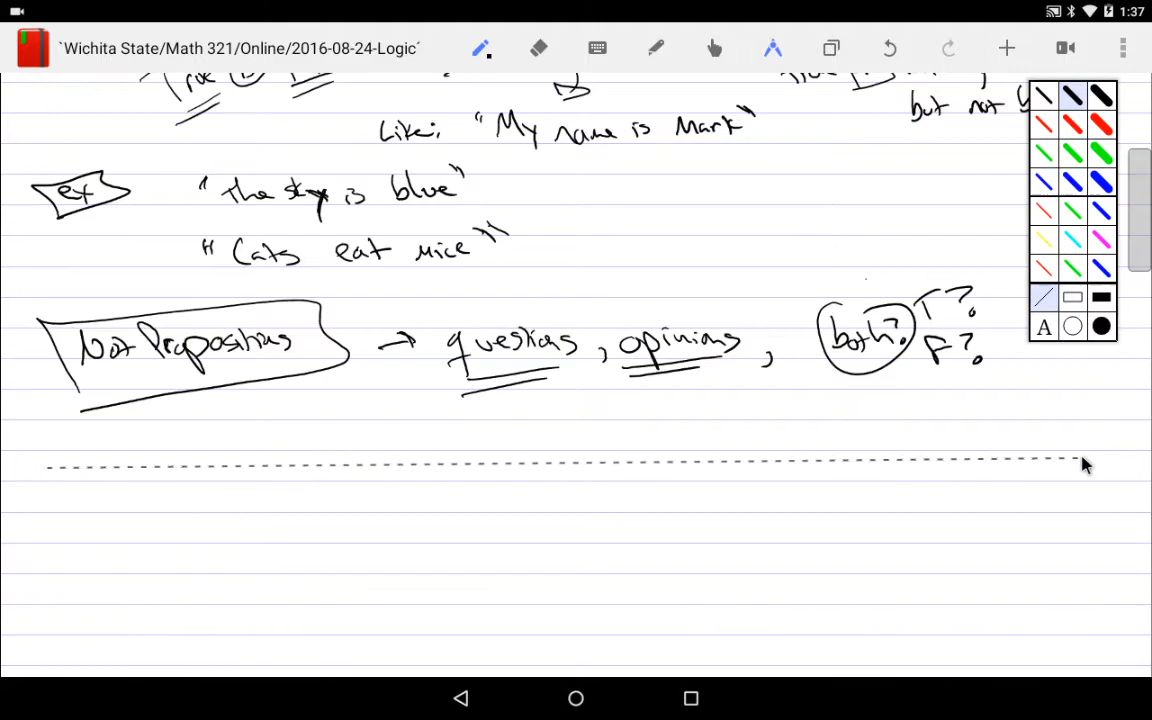 1:37
`Wichita State/Math 321/Online/2016-08-24-Logic`
True
but not
Like: "My name is Mark"
ex "The sky is blue"
"Cats eat mice"
Not Propositions → questions, opinions, both? T?
F?
A